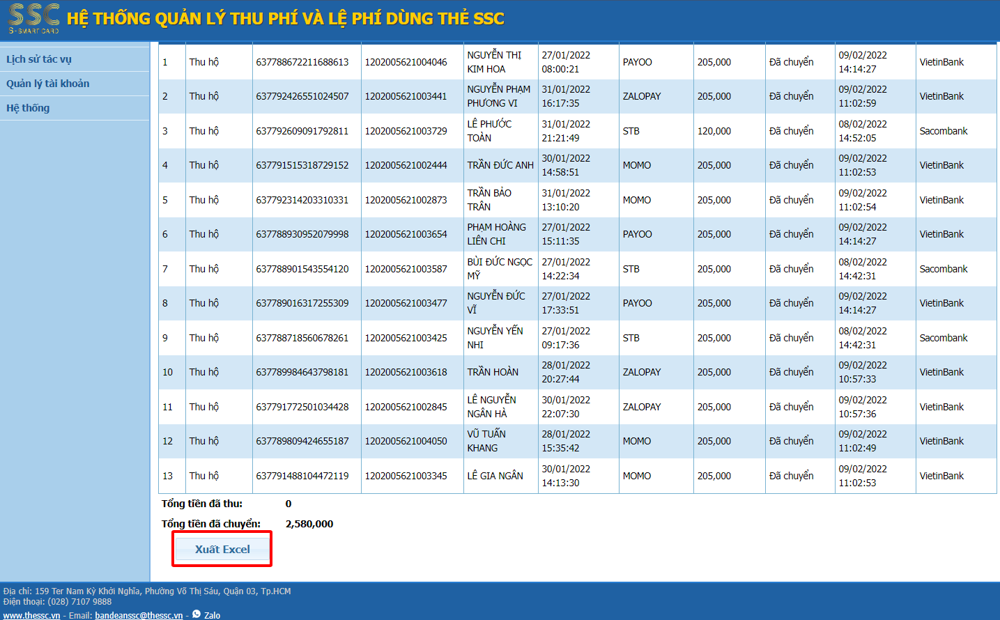 SSC
S-SMART CARD
HỆ THỐNG QUẢN LÝ THU PHÍ VÀ LỆ PHÍ DÙNG THẺ SSC
Lịch sử tác vụ
Quản lý tài khoản
Hệ thống
1 Thu hộ 637788672211688613 1202005621004046 NGUYỄN THỊ KIM HOA 27/01/2022 08:00:21 PAYOO 205,000 Đã chuyển 09/02/2022 14:14:27 VietinBank
2 Thu hộ 637792426551024507 1202005621003441 NGUYỄN PHẠM PHƯƠNG VI 31/01/2022 16:17:35 ZALOPAY 205,000 Đã chuyển 09/02/2022 11:02:59 VietinBank
3 Thu hộ 637792609091792811 1202005621003729 LÊ PHƯỚC TOÀN 31/01/2022 21:21:49 STB 120,000 Đã chuyển 08/02/2022 14:52:05 Sacombank
4 Thu hộ 637791515318729152 1202005621002444 TRẦN ĐỨC ANH 30/01/2022 14:58:51 MOMO 205,000 Đã chuyển 09/02/2022 11:02:53 VietinBank
5 Thu hộ 637792314203310331 1202005621002873 TRẦN BẢO TRÂN 31/01/2022 13:10:20 MOMO 205,000 Đã chuyển 09/02/2022 11:02:54 VietinBank
6 Thu hộ 637788930952079998 1202005621003654 PHẠM HOÀNG LIÊN CHI 27/01/2022 15:11:35 PAYOO 205,000 Đã chuyển 09/02/2022 14:14:27 VietinBank
7 Thu hộ 637788901543554120 1202005621003587 BÙI ĐỨC NGỌC MỸ 27/01/2022 14:22:34 STB 205,000 Đã chuyển 08/02/2022 14:42:31 Sacombank
8 Thu hộ 637789016317255309 1202005621003477 NGUYỄN ĐỨC VĨ 27/01/2022 17:33:51 PAYOO 205,000 Đã chuyển 09/02/2022 14:14:27 VietinBank
9 Thu hộ 637788718560678261 1202005621003425 NGUYỄN YẾN NHI 27/01/2022 09:17:36 STB 205,000 Đã chuyển 08/02/2022 14:42:31 Sacombank
10 Thu hộ 637789984643798181 1202005621003618 TRẦN HOÀN 28/01/2022 20:27:44 ZALOPAY 205,000 Đã chuyển 09/02/2022 10:57:33 VietinBank
11 Thu hộ 637791772501034428 1202005621002845 LÊ NGUYỄN NGÂN HÀ 30/01/2022 22:07:30 ZALOPAY 205,000 Đã chuyển 09/02/2022 10:57:36 VietinBank
12 Thu hộ 637789809424655187 1202005621004050 VŨ TUẤN KHANG 28/01/2022 15:35:42 MOMO 205,000 Đã chuyển 09/02/2022 11:02:49 VietinBank
13 Thu hộ 637791488104472119 1202005621003345 LÊ GIA NGÂN 30/01/2022 14:13:30 MOMO 205,000 Đã chuyển 09/02/2022 11:02:53 VietinBank
Tổng tiền đã thu: 0
Tổng tiền đã chuyển: 2,580,000
Xuất Excel
Địa chỉ: 159 Ter Nam Kỳ Khởi Nghĩa, Phường Võ Thị Sáu, Quận 03, Tp.HCM
Điện thoại: (028) 7107 9888
www.thessc.vn - Email: bandeanssc@thessc.vn - Zalo